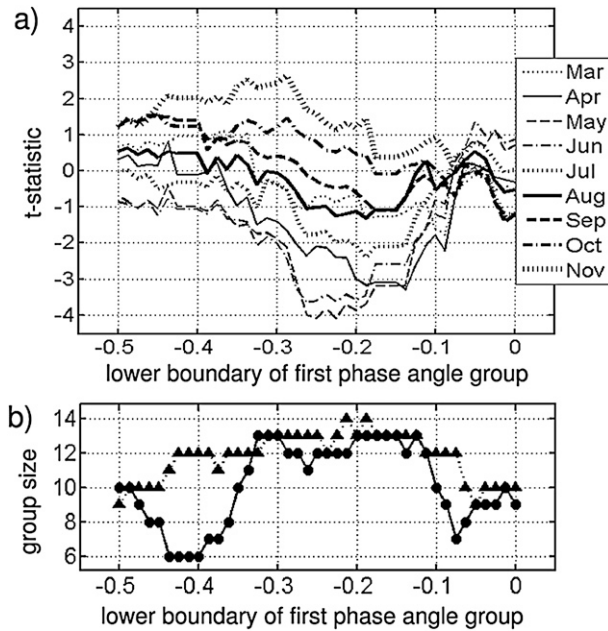 a)
4
3
2
1
0
-1
-2
-3
-4
t-statistic
Mar
Apr
May
Jun
Jul
Aug
Sep
Oct
Nov
-0.5 -0.4 -0.3 -0.2 -0.1 0
lower boundary of first phase angle group
b)
14
12
10
8
6
group size
-0.5 -0.4 -0.3 -0.2 -0.1 0
lower boundary of first phase angle group